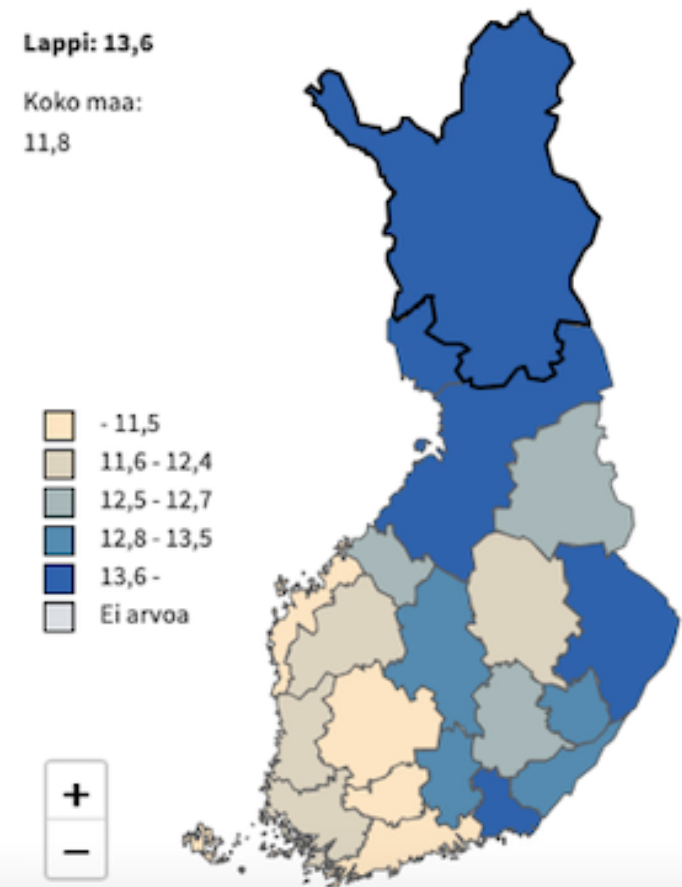 Lappi: 13,6
Koko maa:
11,8
- 11,5
11,6 - 12,4
12,5 - 12,7
12,8 - 13,5
13,6 -
Ei arvoa
+
−